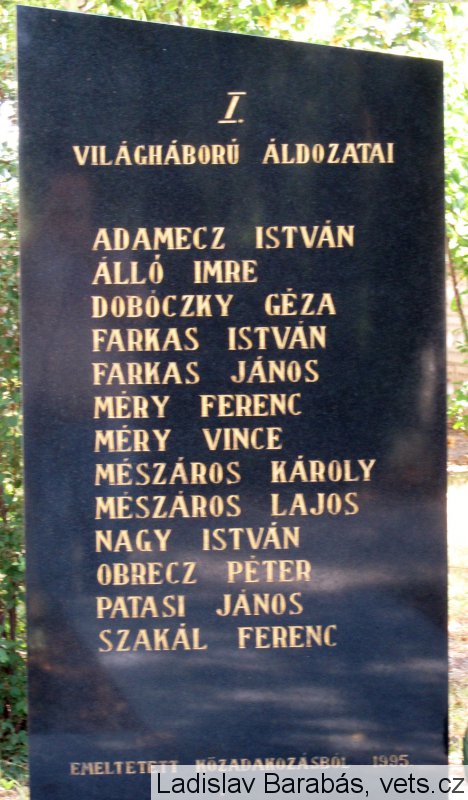 I.
VILÁGHÁBORÚ ÁLDOZATAI
ADAMECZ ISTVÁN
ÁLLÓ IMRE
DOBÓCZKY GÉZA
FARKAS ISTVÁN
FARKAS JÁNOS
MÉRY FERENC
MÉRY VINCE
MÉSZÁROS KÁROLY
MÉSZÁROS LAJOS
NAGY ISTVÁN
OBRECZ PÉTER
PATASI JÁNOS
SZAKÁL FERENC
EMELTETETT KÖZADAKOZÁSBÓL 1995
Ladislav Barabás, vets.cz